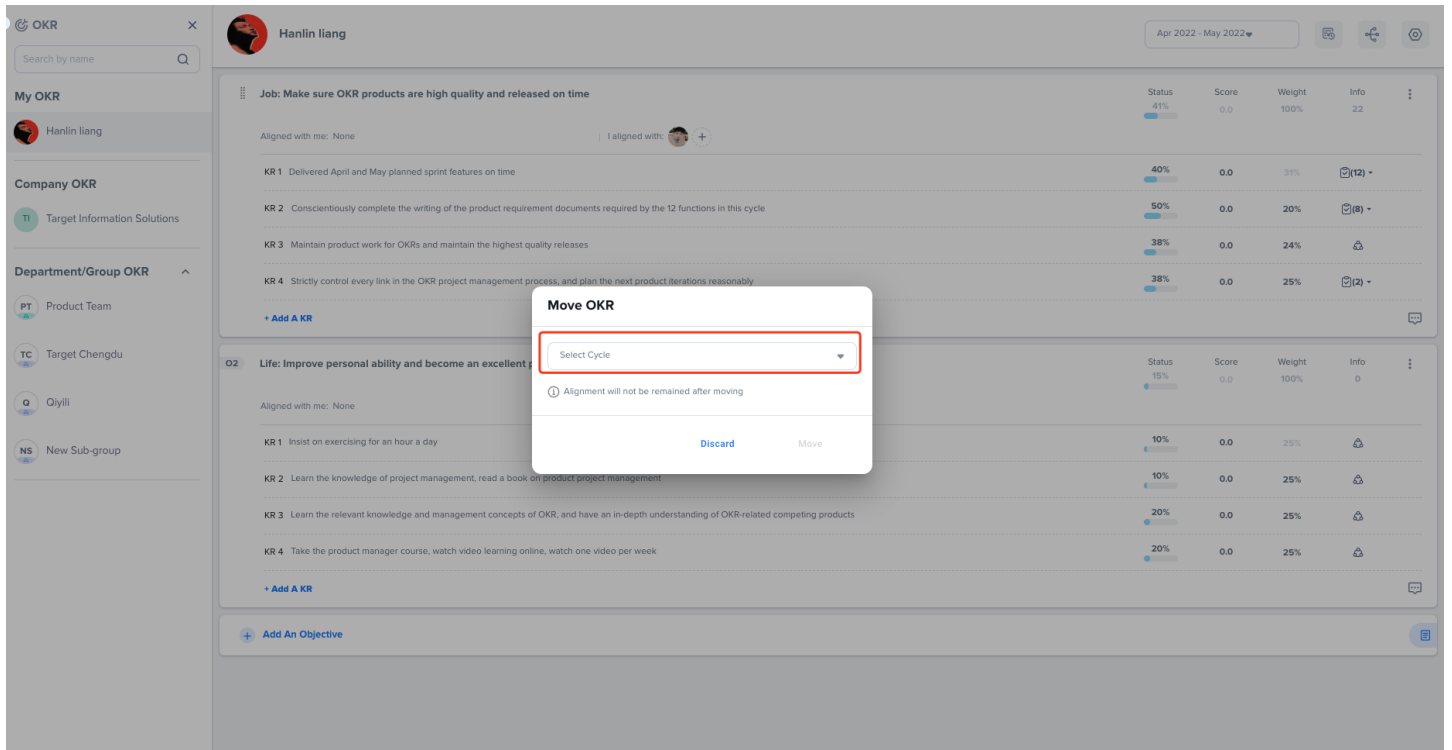 OKR
Search by name
My OKR
Hanlin liang
Company OKR
TI Target Information Solutions
Department/Group OKR
PT Product Team
TC Target Chengdu
Q Qiyili
NS New Sub-group
Hanlin liang
Apr 2022 - May 2022
Job: Make sure OKR products are high quality and released on time
Status Score Weight Info
41% 0.0 100% 22
Aligned with me: None I aligned with: +
KR 1 Delivered April and May planned sprint features on time 40% 0.0 31% (12)
KR 2 Conscientiously complete the writing of the product requirement documents required by the 12 functions in this cycle 50% 0.0 20% (8)
KR 3 Maintain product work for OKRs and maintain the highest quality releases 38% 0.0 24%
KR 4 Strictly control every link in the OKR project management process, and plan the next product iterations reasonably 38% 0.0 25% (2)
+ Add A KR
Move OKR
Select Cycle
Alignment will not be remained after moving
Discard Move
O2 Life: Improve personal ability and become an excellent
Status Score Weight Info
15% 0.0 100% 0
Aligned with me: None
KR 1 Insist on exercising for an hour a day 10% 0.0 25%
KR 2 Learn the knowledge of project management, read a book on product project management 10% 0.0 25%
KR 3 Learn the relevant knowledge and management concepts of OKR, and have an in-depth understanding of OKR-related competing products 20% 0.0 25%
KR 4 Take the product manager course, watch video learning online, watch one video per week 20% 0.0 25%
+ Add A KR
+ Add An Objective